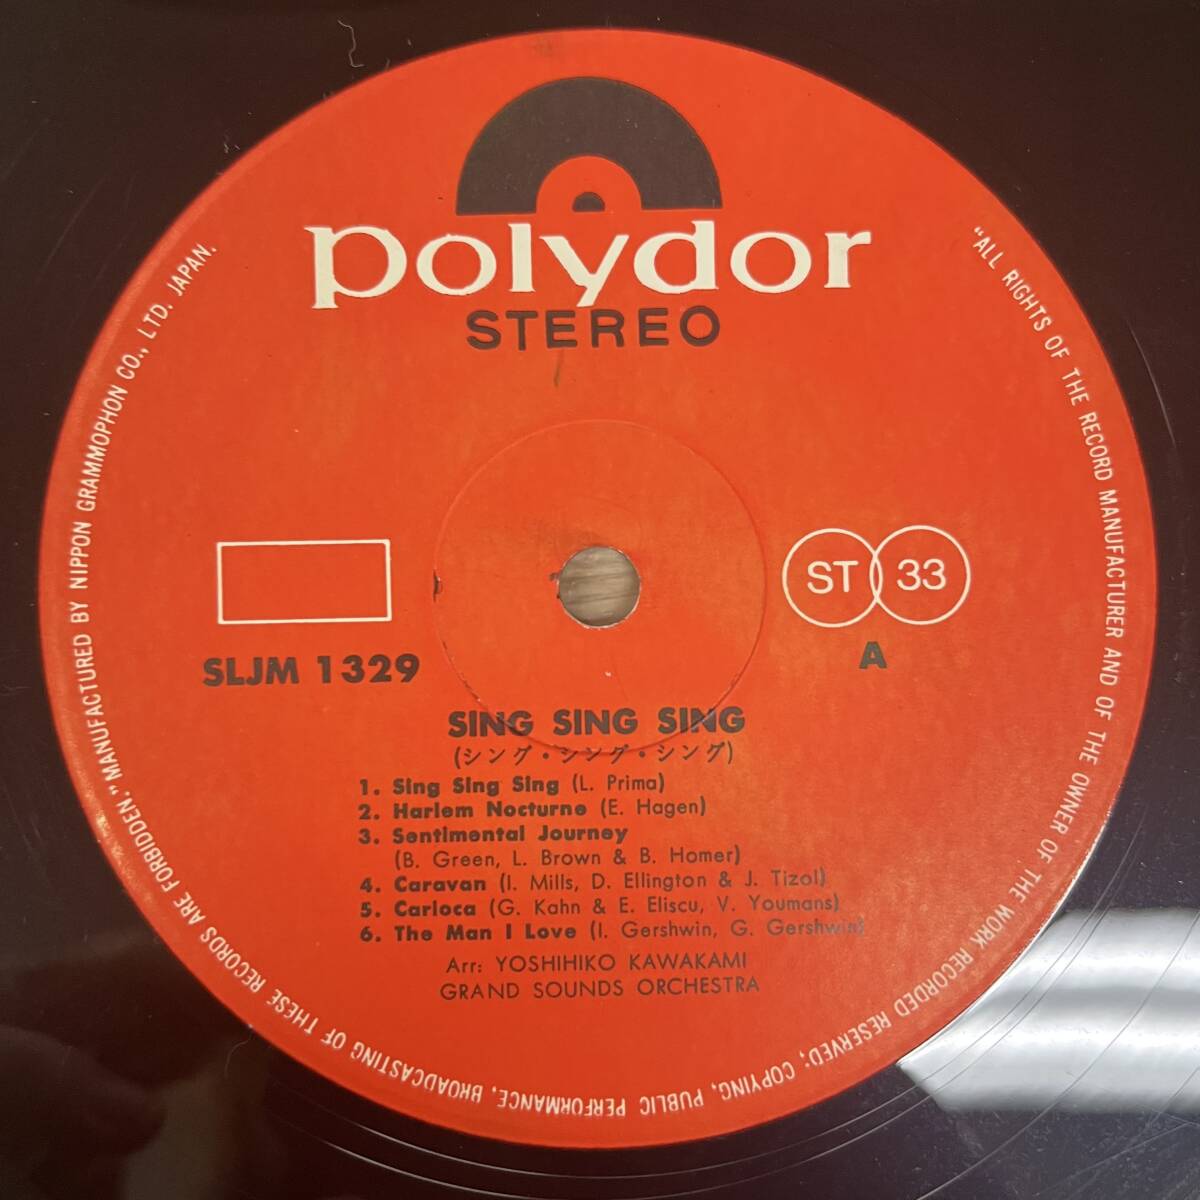 polydor
STEREO
ST 33
A
SLJM 1329
SING SING SING
(シング・シング・シング)
1. Sing Sing Sing (L. Prima)
2. Harlem Nocturne (E. Hagen)
3. Sentimental Journey
(B. Green, L. Brown & B. Homer)
4. Caravan (I. Mills, D. Ellington & J. Tizol)
5. Carioca (G. Kahn & E. Eliscu, V. Youmans)
6. The Man I Love (I. Gershwin, G. Gershwin)
Arr: YOSHIHIKO KAWAKAMI
GRAND SOUNDS ORCHESTRA
"ALL RIGHTS OF THE RECORD MANUFACTURER AND OF THE OWNER OF THE WORK RECORDED RESERVED; COPYING, PUBLIC PERFORMANCE, BROADCASTING OF THESE RECORDS ARE FORBIDDEN." MANUFACTURED BY NIPPON GRAMMOPHON CO., LTD. JAPAN.